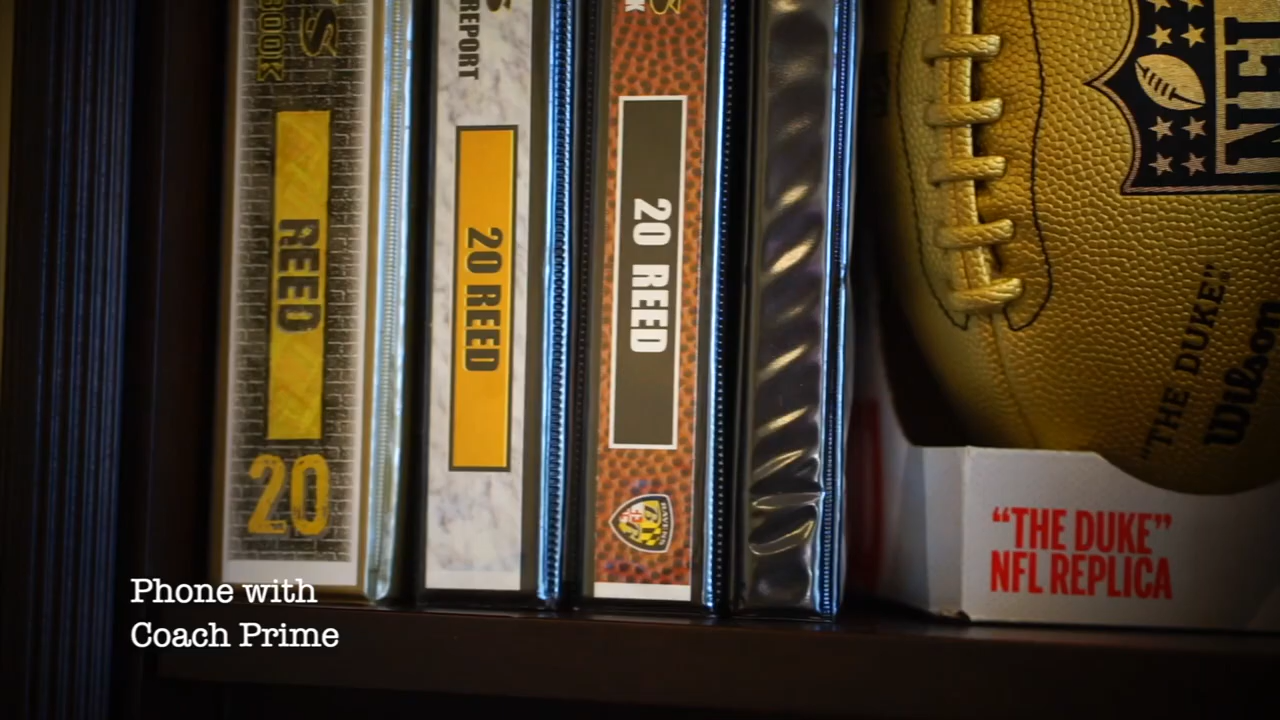 BOOK
REED
20
REPORT
20 REED
20 REED
RAVENS
NFL
"THE DUKE"
Wilson
"THE DUKE"
NFL REPLICA
Phone with
Coach Prime